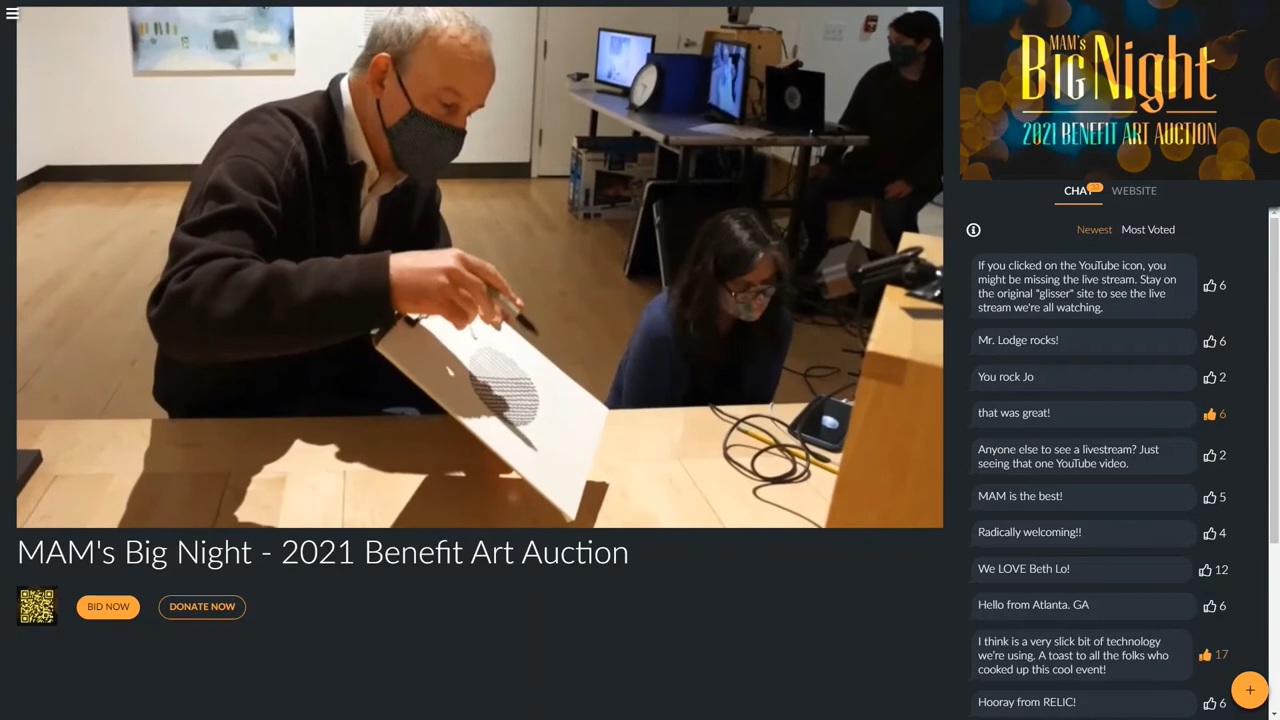 MAM's
Big Night
2021 BENEFIT ART AUCTION
CHAT
WEBSITE
Newest
Most Voted
If you clicked on the YouTube icon, you
might be missing the live stream. Stay on
the original "glisser" site to see the live
stream we're all watching.
6
Mr. Lodge rocks!
6
You rock Jo
2
that was great!
Anyone else to see a livestream? Just
seeing that one YouTube video.
2
MAM is the best!
5
Radically welcoming!!
4
We LOVE Beth Lo!
12
Hello from Atlanta. GA
6
I think is a very slick bit of technology
we're using. A toast to all the folks who
cooked up this cool event!
17
Hooray from RELIC!
6
MAM's Big Night - 2021 Benefit Art Auction
BID NOW
DONATE NOW